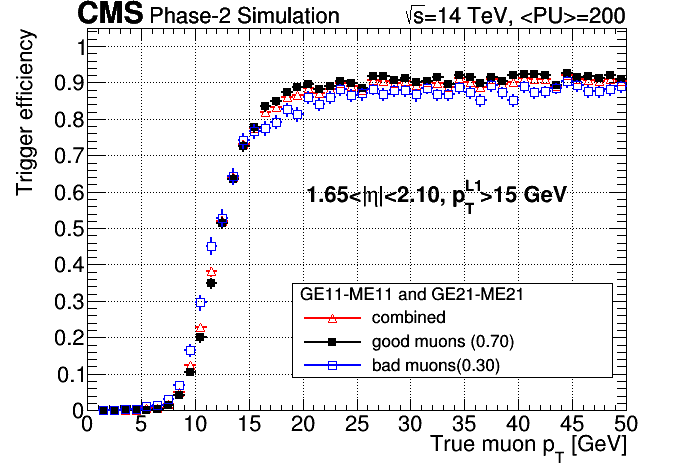 CMS Phase-2 Simulation √s=14 TeV, <PU>=200
Trigger efficiency
1
0.9
0.8
0.7
0.6
0.5
0.4
0.3
0.2
0.1
0
1.65<|η|<2.10, p_T^L1>15 GeV
GE11-ME11 and GE21-ME21
combined
good muons (0.70)
bad muons(0.30)
0 5 10 15 20 25 30 35 40 45 50
True muon p_T [GeV]